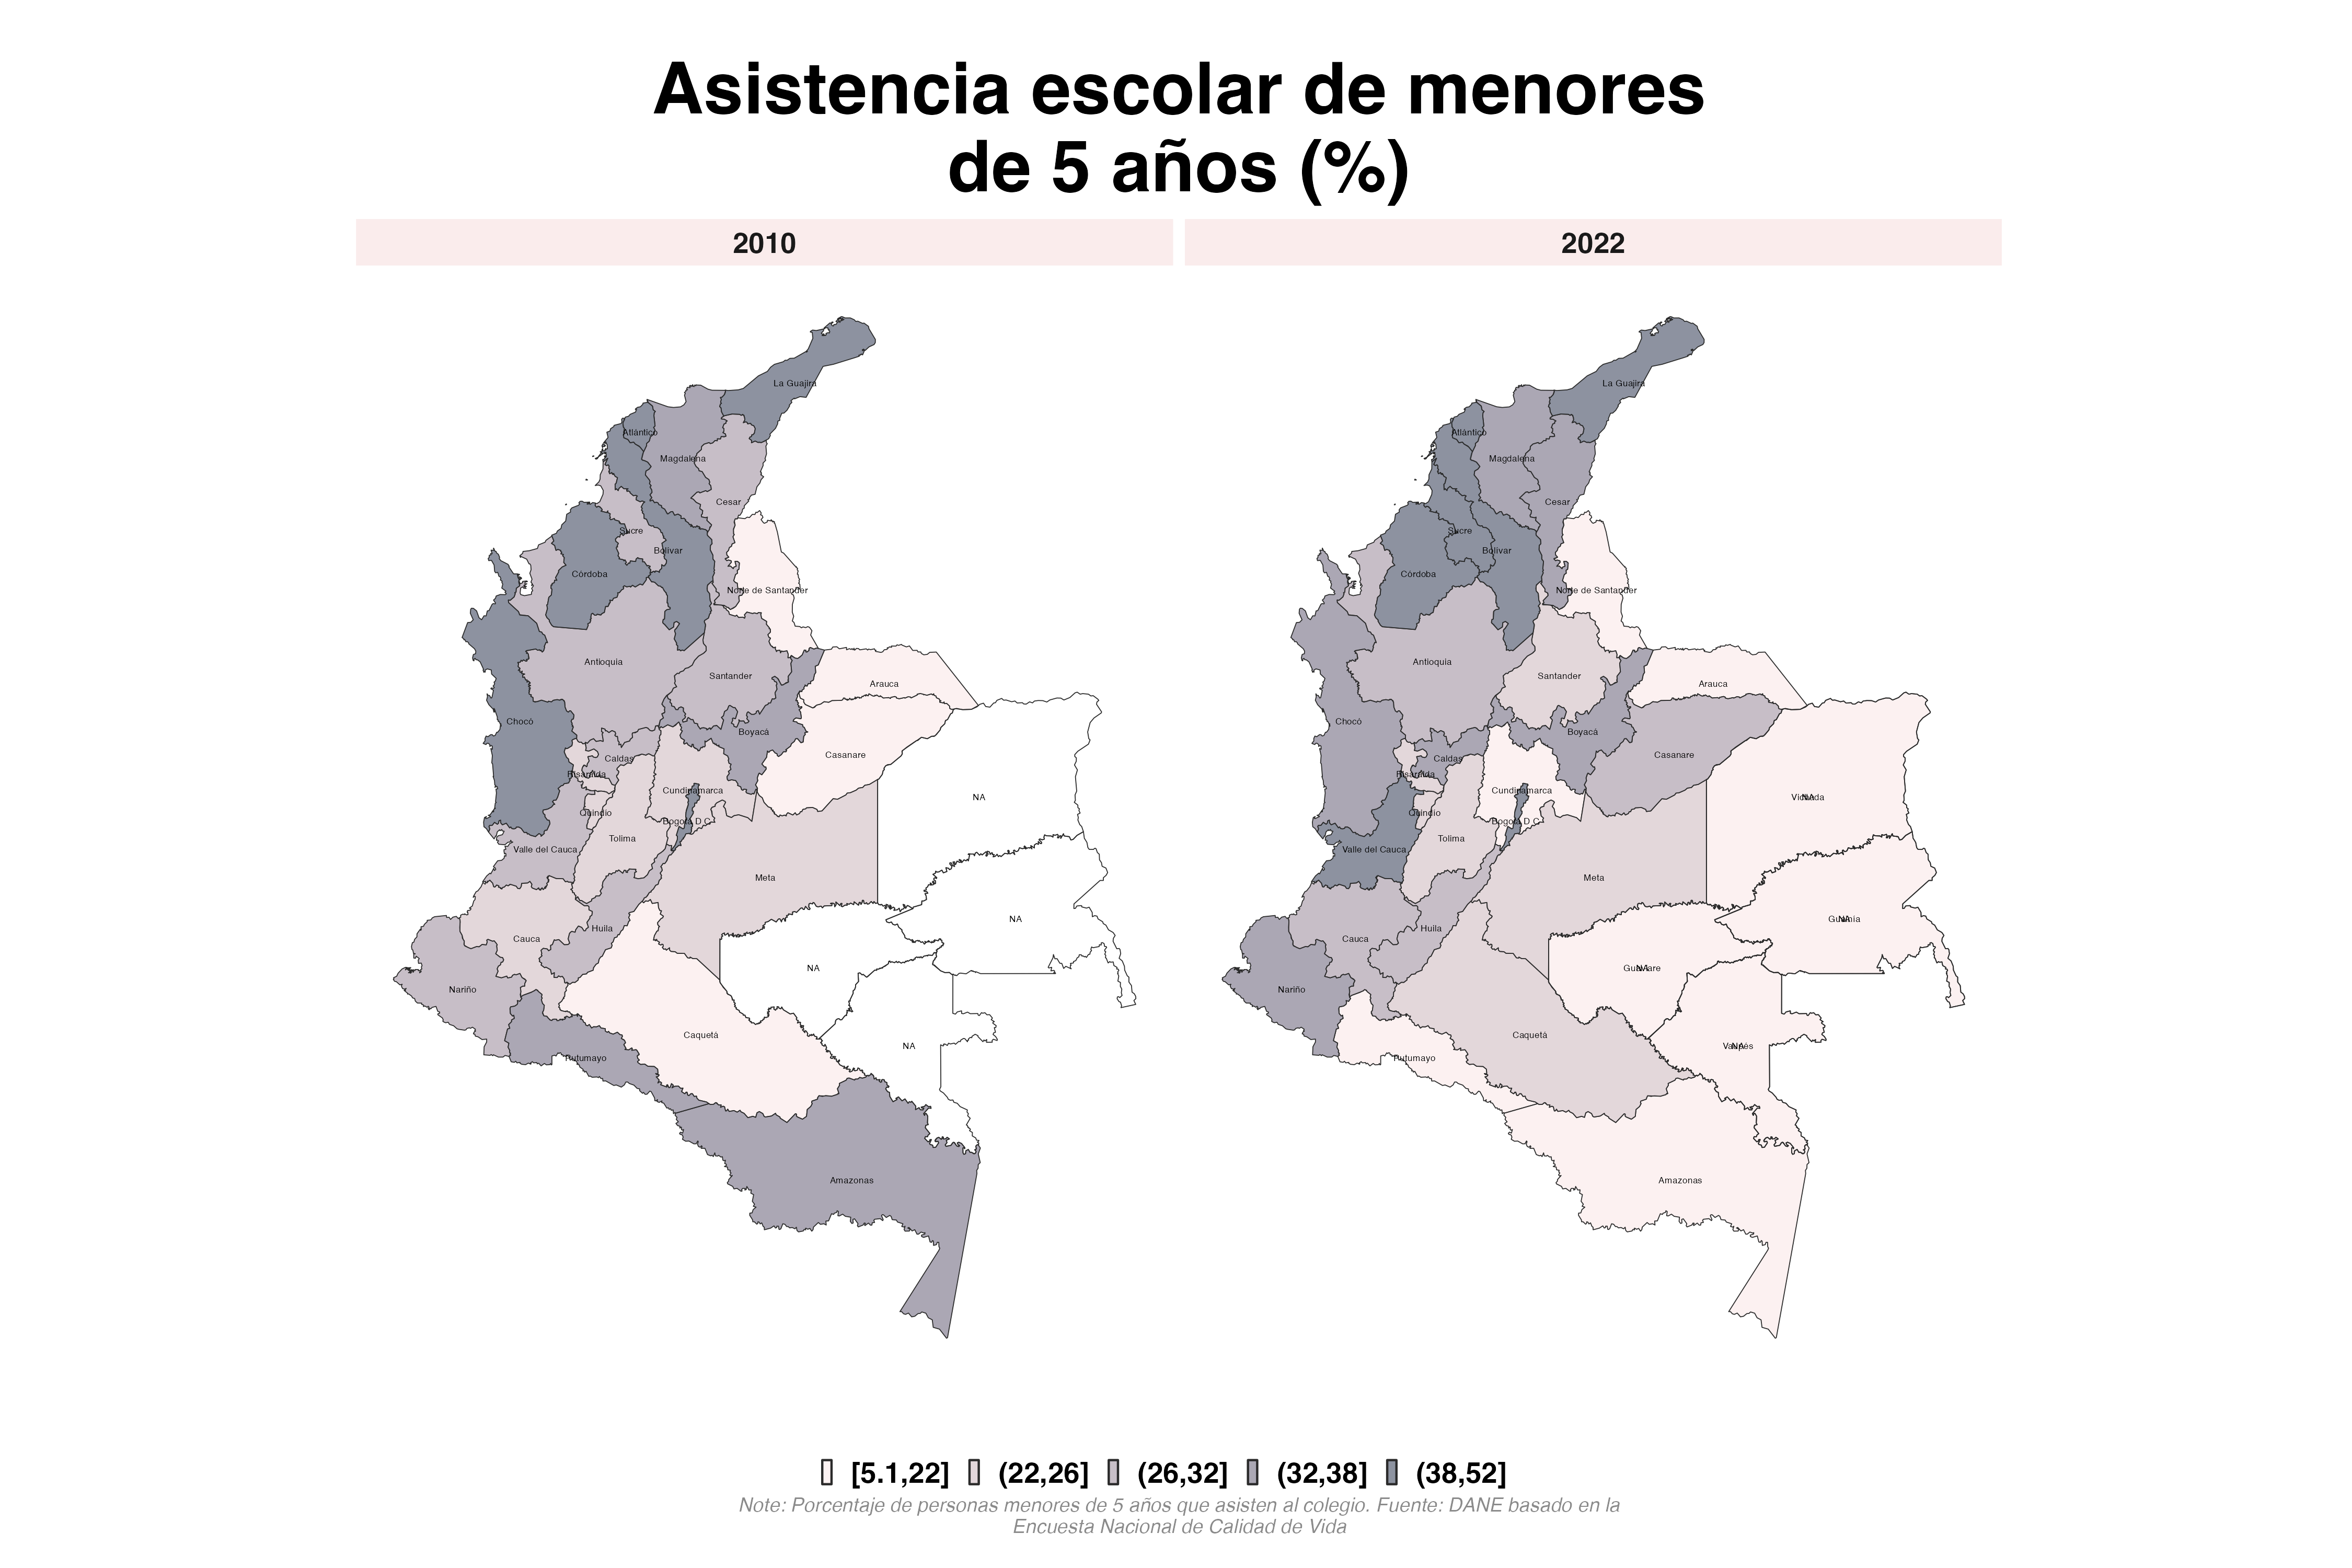 Asistencia escolar de menores
de 5 años (%)
2010
2022
La Guajira
Atlántico
Magdalena
Cesar
Sucre
Bolívar
Córdoba
Norte de Santander
Antioquia
Santander
Arauca
Chocó
Boyacá
Casanare
Caldas
Risaralda
Cundinamarca
NA
Quindío
Bogotá D.C.
Tolima
Valle del Cauca
Meta
NA
Huila
Cauca
NA
Nariño
Caquetá
NA
Putumayo
Amazonas
La Guajira
Atlántico
Magdalena
Cesar
Sucre
Bolívar
Córdoba
Norte de Santander
Antioquia
Santander
Arauca
Chocó
Boyacá
Casanare
Caldas
Risaralda
Cundinamarca
Vichada
NA
Quindío
Bogotá D.C.
Tolima
Valle del Cauca
Meta
Guainía
NA
Huila
Cauca
Guaviare
NA
Nariño
Caquetá
Vaupés
NA
Putumayo
Amazonas
[5.1,22] (22,26] (26,32] (32,38] (38,52]
Note: Porcentaje de personas menores de 5 años que asisten al colegio. Fuente: DANE basado en la
Encuesta Nacional de Calidad de Vida